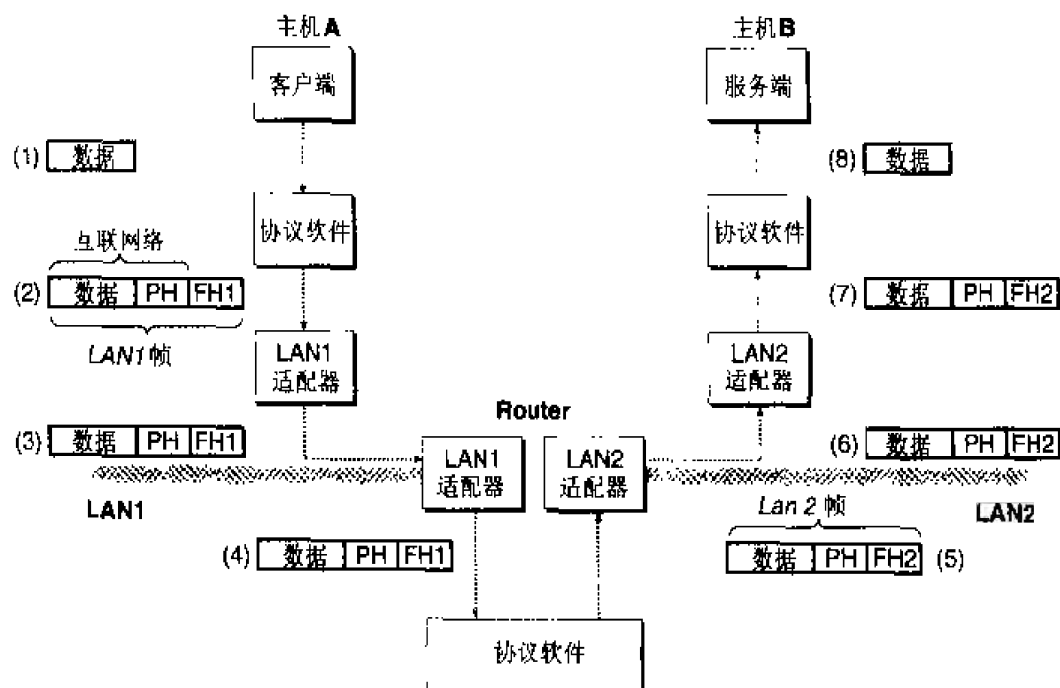 主机A
主机B
客户端
服务端
(1) 数据
(8) 数据
协议软件
协议软件
互联网络
(2) 数据 PH FH1
(7) 数据 PH FH2
LAN1 帧
LAN1
适配器
LAN2
适配器
Router
(3) 数据 PH FH1
(6) 数据 PH FH2
LAN1
适配器
LAN2
适配器
LAN1
Lan 2 帧
LAN2
(4) 数据 PH FH1
数据 PH FH2 (5)
协议软件